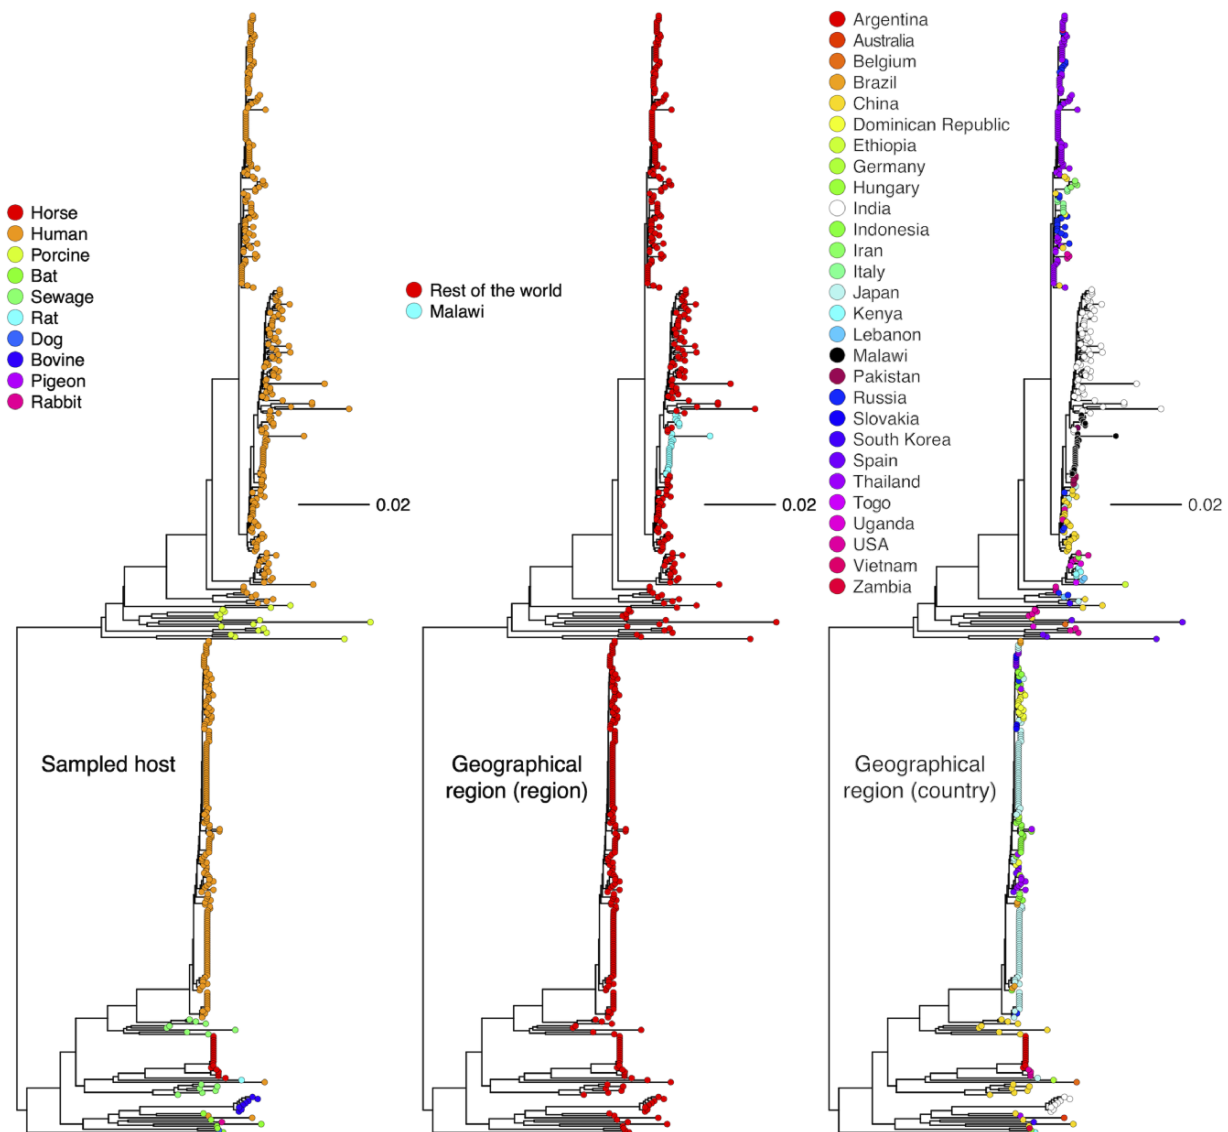 Horse
Human
Porcine
Bat
Sewage
Rat
Dog
Bovine
Pigeon
Rabbit
0.02
Sampled host
Rest of the world
Malawi
0.02
Geographical
region (region)
Argentina
Australia
Belgium
Brazil
China
Dominican Republic
Ethiopia
Germany
Hungary
India
Indonesia
Iran
Italy
Japan
Kenya
Lebanon
Malawi
Pakistan
Russia
Slovakia
South Korea
Spain
Thailand
Togo
Uganda
USA
Vietnam
Zambia
0.02
Geographical
region (country)